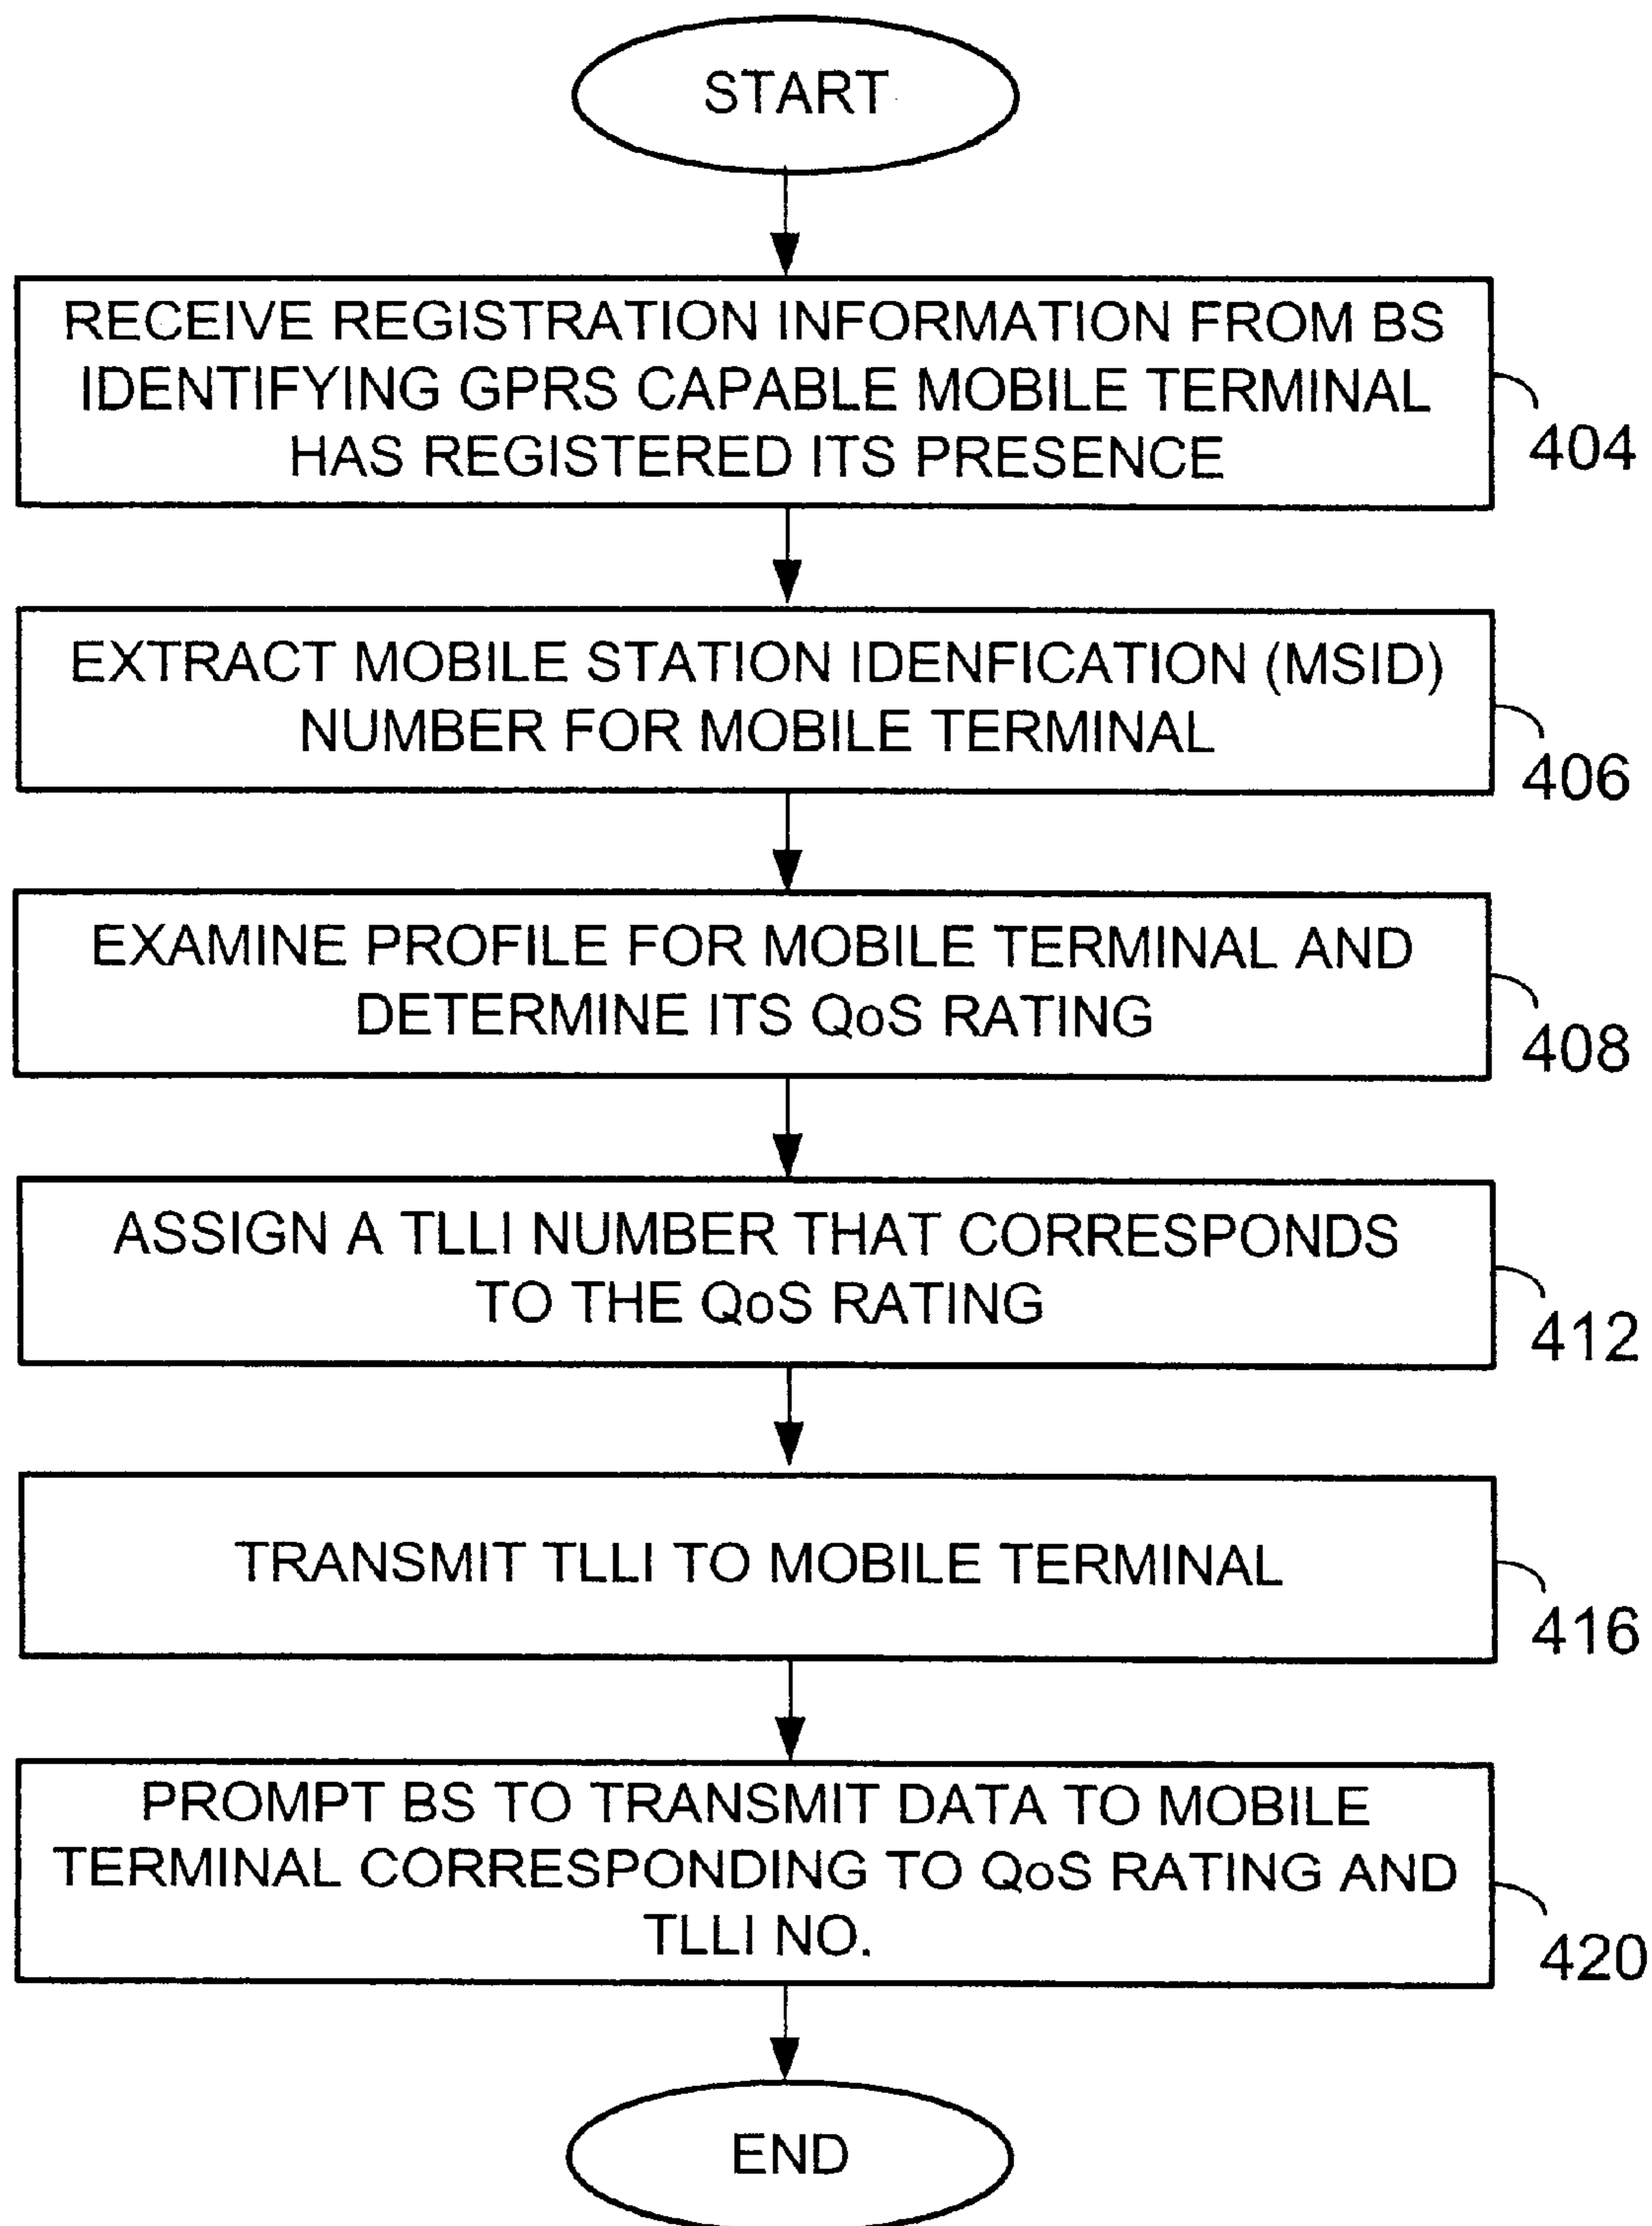 START
RECEIVE REGISTRATION INFORMATION FROM BS
IDENTIFYING GPRS CAPABLE MOBILE TERMINAL
HAS REGISTERED ITS PRESENCE
404
EXTRACT MOBILE STATION IDENFICATION (MSID)
NUMBER FOR MOBILE TERMINAL
406
EXAMINE PROFILE FOR MOBILE TERMINAL AND
DETERMINE ITS QoS RATING
408
ASSIGN A TLLI NUMBER THAT CORRESPONDS
TO THE QoS RATING
412
TRANSMIT TLLI TO MOBILE TERMINAL
416
PROMPT BS TO TRANSMIT DATA TO MOBILE
TERMINAL CORRESPONDING TO QoS RATING AND
TLLI NO.
420
END